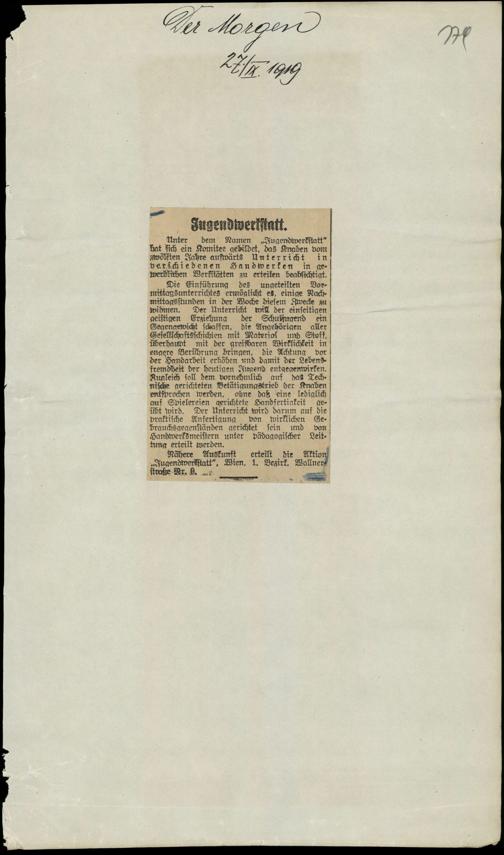 Der Morgen
27/IX. 1919
Jugendwerkstatt.
Unter dem Namen „Jugendwerkstatt"
hat sich ein Komitee gebildet, das Knaben vom
zwölften Jahre aufwärts Unterricht in
verschiedenen Handwerken in ge-
werblichen Werkstätten zu erteilen beabsichtigt.
Die Einführung des ungeteilten Vor-
mittagsunterrichtes ermöglicht es, einige Nach-
mittagsstunden in der Woche diesem Zwecke zu
widmen. Der Unterricht will der einseitigen
geistigen Erziehung der Schuljugend ein
Gegengewicht schaffen, die Angehörigen aller
Gesellschaftsschichten mit Material und Stoff,
überhaupt mit der greifbaren Wirklichkeit in
engere Berührung bringen, die Achtung vor
der Handarbeit erhöhen und damit der Lebens-
fremdheit der heutigen Jugend entgegenwirken.
Zugleich soll dem vornehmlich auf das Tech-
nische gerichteten Betätigungstrieb der Knaben
entsprochen werden, ohne daß eine lediglich
auf Spielereien gerichtete Handfertigkeit ge-
übt wird. Der Unterricht wird darum auf die
praktische Anfertigung von wirklichen Ge-
brauchsgegenständen gerichtet sein und von
Handwerksmeistern unter pädagogischer Lei-
tung erteilt werden.
Nähere Auskunft erteilt die Aktion
„Jugendwerkstatt", Wien, 1. Bezirk, Wallner-
straße Nr.